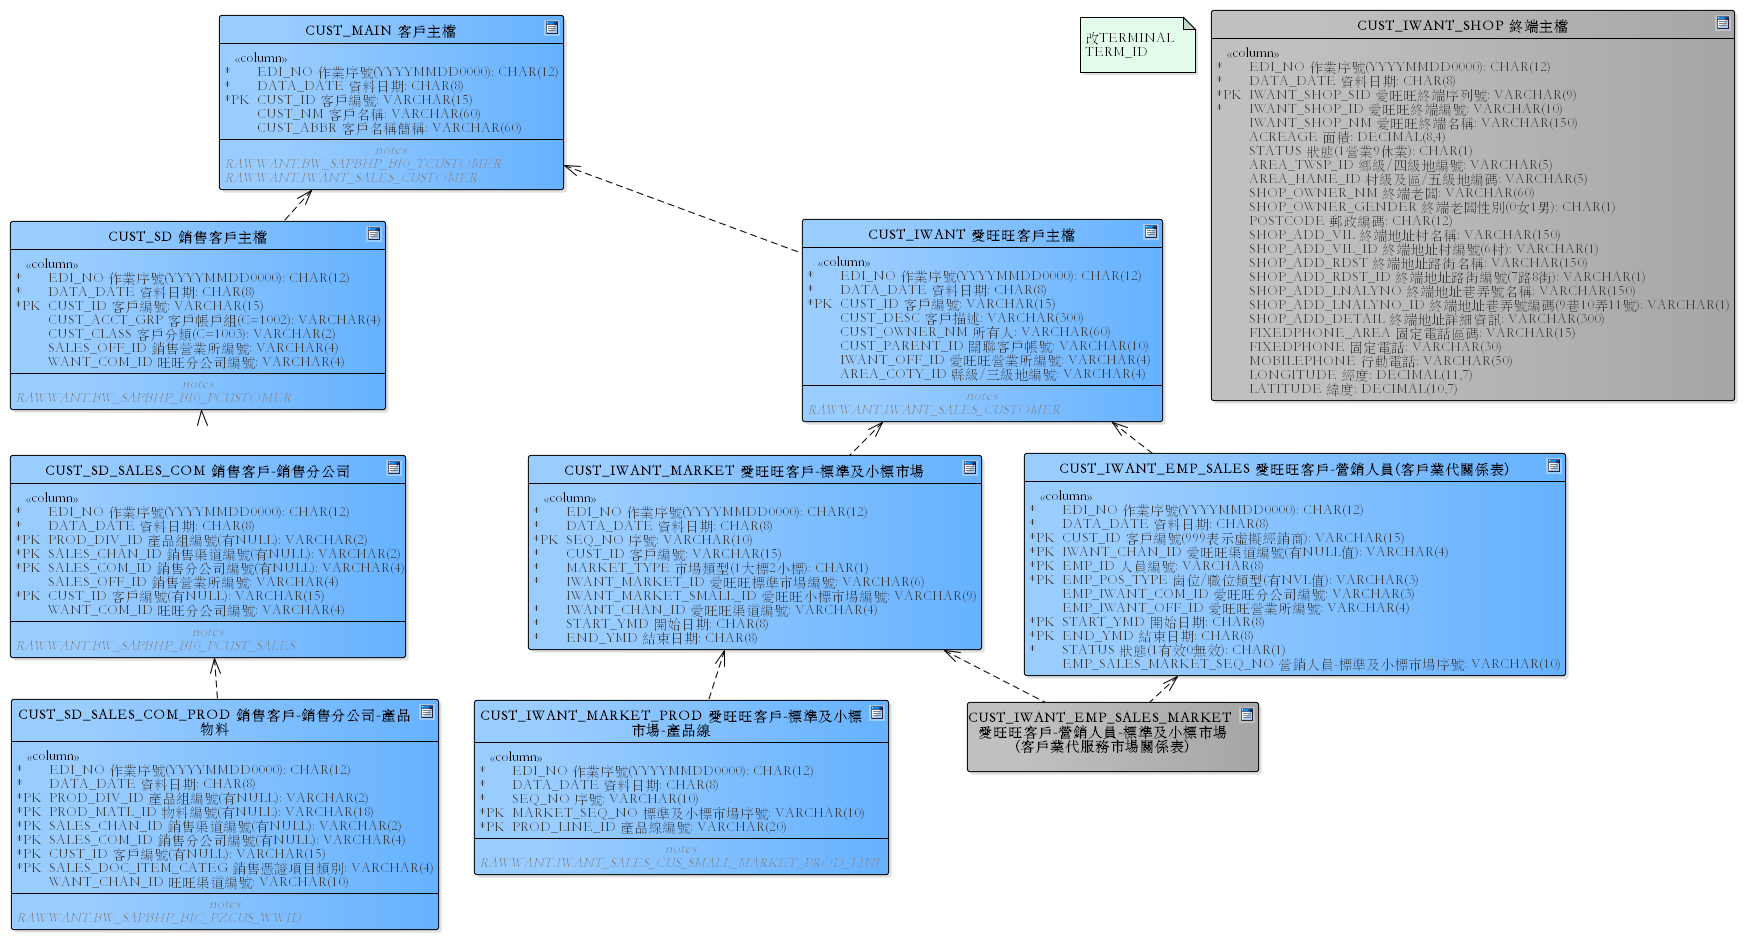 CUST_MAIN 客戶主檔
«column»
* EDI_NO 作業序號(YYYYMMDD0000): CHAR(12)
* DATA_DATE 資料日期: CHAR(8)
*PK CUST_ID 客戶編號: VARCHAR(15)
CUST_NM 客戶名稱: VARCHAR(60)
CUST_ABBR 客戶名稱簡稱: VARCHAR(60)
notes
RAWWANT.BW_SAPBHP_BI0_TCUSTOMER
RAWWANT.IWANT_SALES_CUSTOMER
改TERMINAL
TERM_ID
CUST_IWANT_SHOP 終端主檔
«column»
* EDI_NO 作業序號(YYYYMMDD0000): CHAR(12)
* DATA_DATE 資料日期: CHAR(8)
*PK IWANT_SHOP_SID 愛旺旺終端序列號: VARCHAR(9)
* IWANT_SHOP_ID 愛旺旺終端編號: VARCHAR(10)
IWANT_SHOP_NM 愛旺旺終端名稱: VARCHAR(150)
ACREAGE 面積: DECIMAL(8,4)
STATUS 狀態(1營業9休業): CHAR(1)
AREA_TWSP_ID 鄉級/四級地編號: VARCHAR(5)
AREA_HAME_ID 村級及區/五級地編碼: VARCHAR(5)
SHOP_OWNER_NM 終端老闆: VARCHAR(60)
SHOP_OWNER_GENDER 終端老闆性別(0女1男): CHAR(1)
POSTCODE 郵政編碼: CHAR(12)
SHOP_ADD_VIL 終端地址村名稱: VARCHAR(150)
SHOP_ADD_VIL_ID 終端地址村編號(6村): VARCHAR(1)
SHOP_ADD_RDST 終端地址路街名稱: VARCHAR(150)
SHOP_ADD_RDST_ID 終端地址路街編號(7路8街): VARCHAR(1)
SHOP_ADD_LNALYNO 終端地址巷弄號名稱: VARCHAR(150)
SHOP_ADD_LNALYNO_ID 終端地址巷弄號編碼(9巷10弄11號): VARCHAR(1)
SHOP_ADD_DETAIL 終端地址詳細資訊: VARCHAR(300)
FIXEDPHONE_AREA 固定電話區碼: VARCHAR(15)
FIXEDPHONE 固定電話: VARCHAR(30)
MOBILEPHONE 行動電話: VARCHAR(50)
LONGITUDE 經度: DECIMAL(11,7)
LATITUDE 緯度: DECIMAL(10,7)
CUST_SD 銷售客戶主檔
«column»
* EDI_NO 作業序號(YYYYMMDD0000): CHAR(12)
* DATA_DATE 資料日期: CHAR(8)
*PK CUST_ID 客戶編號: VARCHAR(15)
CUST_ACCT_GRP 客戶帳戶組(C=1002): VARCHAR(4)
CUST_CLASS 客戶分類(C=1003): VARCHAR(2)
SALES_OFF_ID 銷售營業所編號: VARCHAR(4)
WANT_COM_ID 旺旺分公司編號: VARCHAR(4)
notes
RAWWANT.BW_SAPBHP_BI0_PCUSTOMER
CUST_IWANT 愛旺旺客戶主檔
«column»
* EDI_NO 作業序號(YYYYMMDD0000): CHAR(12)
* DATA_DATE 資料日期: CHAR(8)
*PK CUST_ID 客戶編號: VARCHAR(15)
CUST_DESC 客戶描述: VARCHAR(300)
CUST_OWNER_NM 所有人: VARCHAR(60)
CUST_PARENT_ID 關聯客戶帳號: VARCHAR(10)
IWANT_OFF_ID 愛旺旺營業所編號: VARCHAR(4)
AREA_COTY_ID 縣級/三級地編號: VARCHAR(4)
notes
RAWWANT.IWANT_SALES_CUSTOMER
CUST_SD_SALES_COM 銷售客戶-銷售分公司
«column»
* EDI_NO 作業序號(YYYYMMDD0000): CHAR(12)
* DATA_DATE 資料日期: CHAR(8)
*PK PROD_DIV_ID 產品組編號(有NULL): VARCHAR(2)
*PK SALES_CHAN_ID 銷售渠道編號(有NULL): VARCHAR(2)
*PK SALES_COM_ID 銷售分公司編號(有NULL): VARCHAR(4)
SALES_OFF_ID 銷售營業所編號: VARCHAR(4)
*PK CUST_ID 客戶編號(有NULL): VARCHAR(15)
WANT_COM_ID 旺旺分公司編號: VARCHAR(4)
notes
RAWWANT.BW_SAPBHP_BI0_PCUST_SALES
CUST_IWANT_MARKET 愛旺旺客戶-標準及小標市場
«column»
* EDI_NO 作業序號(YYYYMMDD0000): CHAR(12)
* DATA_DATE 資料日期: CHAR(8)
*PK SEQ_NO 序號: VARCHAR(10)
* CUST_ID 客戶編號: VARCHAR(15)
* MARKET_TYPE 市場類型(1大標2小標): CHAR(1)
* IWANT_MARKET_ID 愛旺旺標準市場編號: VARCHAR(6)
IWANT_MARKET_SMALL_ID 愛旺旺小標市場編號: VARCHAR(9)
* IWANT_CHAN_ID 愛旺旺渠道編號: VARCHAR(4)
* START_YMD 開始日期: CHAR(8)
* END_YMD 結束日期: CHAR(8)
CUST_IWANT_EMP_SALES 愛旺旺客戶-營銷人員(客戶業代關係表)
«column»
* EDI_NO 作業序號(YYYYMMDD0000): CHAR(12)
* DATA_DATE 資料日期: CHAR(8)
*PK CUST_ID 客戶編號(999表示虛擬經銷商): VARCHAR(15)
*PK IWANT_CHAN_ID 愛旺旺渠道編號(有NULL值): VARCHAR(4)
*PK EMP_ID 人員編號: VARCHAR(8)
*PK EMP_POS_TYPE 崗位/職位類型(有NVL值): VARCHAR(3)
EMP_IWANT_COM_ID 愛旺旺分公司編號: VARCHAR(3)
EMP_IWANT_OFF_ID 愛旺旺營業所編號: VARCHAR(4)
*PK START_YMD 開始日期: CHAR(8)
*PK END_YMD 結束日期: CHAR(8)
* STATUS 狀態(1有效0無效): CHAR(1)
EMP_SALES_MARKET_SEQ_NO 營銷人員-標準及小標市場序號: VARCHAR(10)
CUST_SD_SALES_COM_PROD 銷售客戶-銷售分公司-產品
物料
«column»
* EDI_NO 作業序號(YYYYMMDD0000): CHAR(12)
* DATA_DATE 資料日期: CHAR(8)
*PK PROD_DIV_ID 產品組編號(有NULL): VARCHAR(2)
*PK PROD_MATL_ID 物料編號(有NULL): VARCHAR(18)
*PK SALES_CHAN_ID 銷售渠道編號(有NULL): VARCHAR(2)
*PK SALES_COM_ID 銷售分公司編號(有NULL): VARCHAR(4)
*PK CUST_ID 客戶編號(有NULL): VARCHAR(15)
*PK SALES_DOC_ITEM_CATEG 銷售憑證項目類別: VARCHAR(4)
WANT_CHAN_ID 旺旺渠道編號: VARCHAR(10)
notes
RAWWANT.BW_SAPBHP_BIC_PZCUS_WWID
CUST_IWANT_MARKET_PROD 愛旺旺客戶-標準及小標
市場-產品線
«column»
* EDI_NO 作業序號(YYYYMMDD0000): CHAR(12)
* DATA_DATE 資料日期: CHAR(8)
* SEQ_NO 序號: VARCHAR(10)
*PK MARKET_SEQ_NO 標準及小標市場序號: VARCHAR(10)
*PK PROD_LINE_ID 產品線編號: VARCHAR(20)
notes
RAWWANT.IWANT_SALES_CUS_SMALL_MARKET_PROD_LINE
CUST_IWANT_EMP_SALES_MARKET
愛旺旺客戶-營銷人員-標準及小標市場
(客戶業代服務市場關係表)